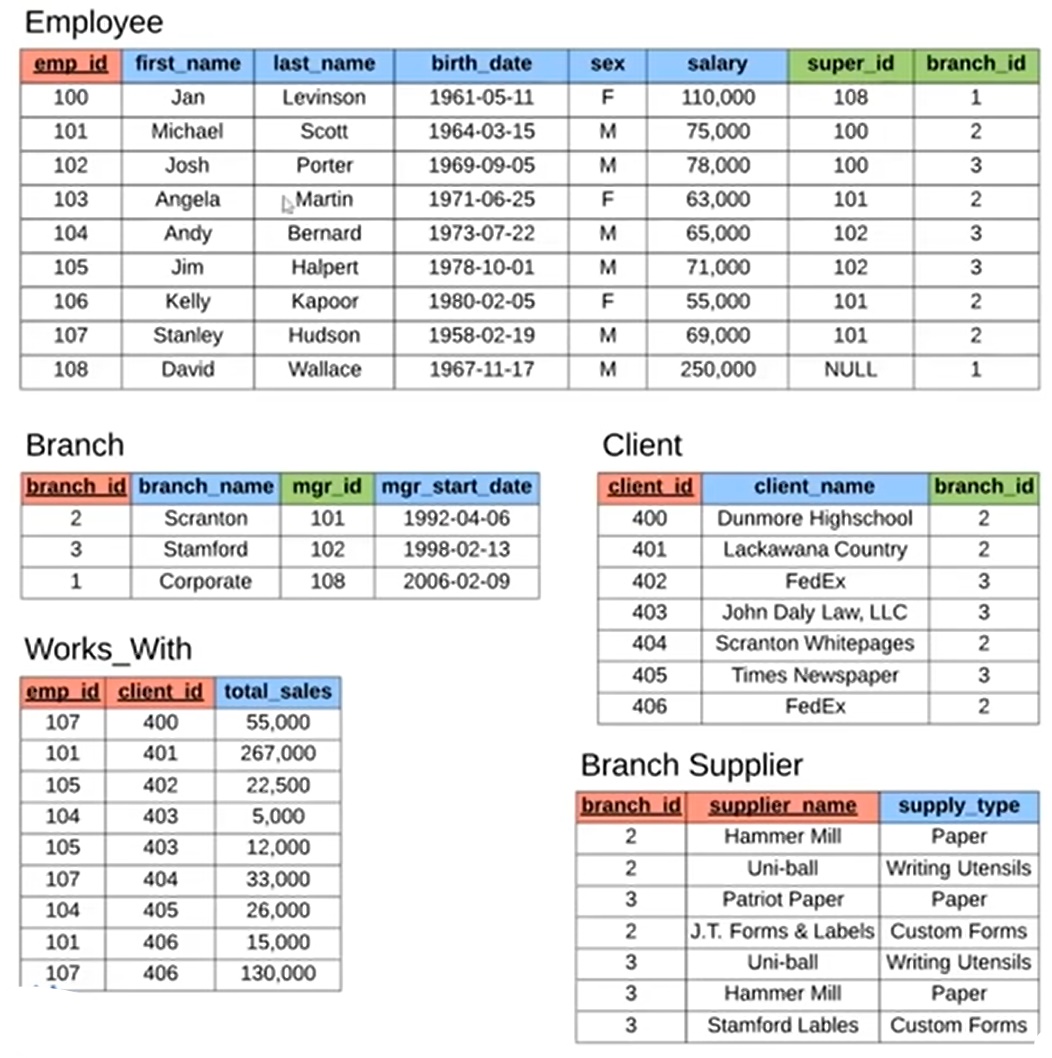 Employee
emp_id first_name last_name birth_date sex salary super_id branch_id
100 Jan Levinson 1961-05-11 F 110,000 108 1
101 Michael Scott 1964-03-15 M 75,000 100 2
102 Josh Porter 1969-09-05 M 78,000 100 3
103 Angela Martin 1971-06-25 F 63,000 101 2
104 Andy Bernard 1973-07-22 M 65,000 102 3
105 Jim Halpert 1978-10-01 M 71,000 102 3
106 Kelly Kapoor 1980-02-05 F 55,000 101 2
107 Stanley Hudson 1958-02-19 M 69,000 101 2
108 David Wallace 1967-11-17 M 250,000 NULL 1
Branch
branch_id branch_name mgr_id mgr_start_date
2 Scranton 101 1992-04-06
3 Stamford 102 1998-02-13
1 Corporate 108 2006-02-09
Client
client_id client_name branch_id
400 Dunmore Highschool 2
401 Lackawana Country 2
402 FedEx 3
403 John Daly Law, LLC 3
404 Scranton Whitepages 2
405 Times Newspaper 3
406 FedEx 2
Works_With
emp_id client_id total_sales
107 400 55,000
101 401 267,000
105 402 22,500
104 403 5,000
105 403 12,000
107 404 33,000
104 405 26,000
101 406 15,000
107 406 130,000
Branch Supplier
branch_id supplier_name supply_type
2 Hammer Mill Paper
2 Uni-ball Writing Utensils
3 Patriot Paper Paper
2 J.T. Forms & Labels Custom Forms
3 Uni-ball Writing Utensils
3 Hammer Mill Paper
3 Stamford Lables Custom Forms